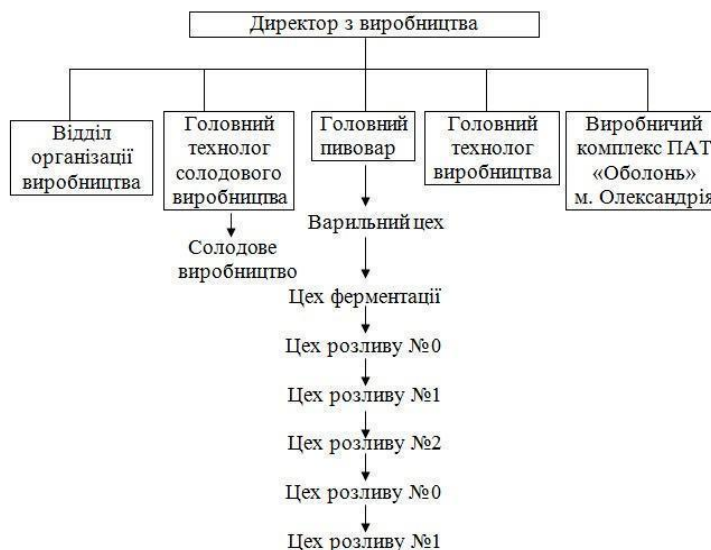 Директор з виробництва
Відділ
організації
виробництва
Головний
технолог
солодового
виробництва
Головний
пивовар
Головний
технолог
виробництва
Виробничий
комплекс ПАТ
«Оболонь»
м. Олександрія
Солодове
виробництво
Варильний цех
Цех ферментації
Цех розливу №0
Цех розливу №1
Цех розливу №2
Цех розливу №0
Цех розливу №1